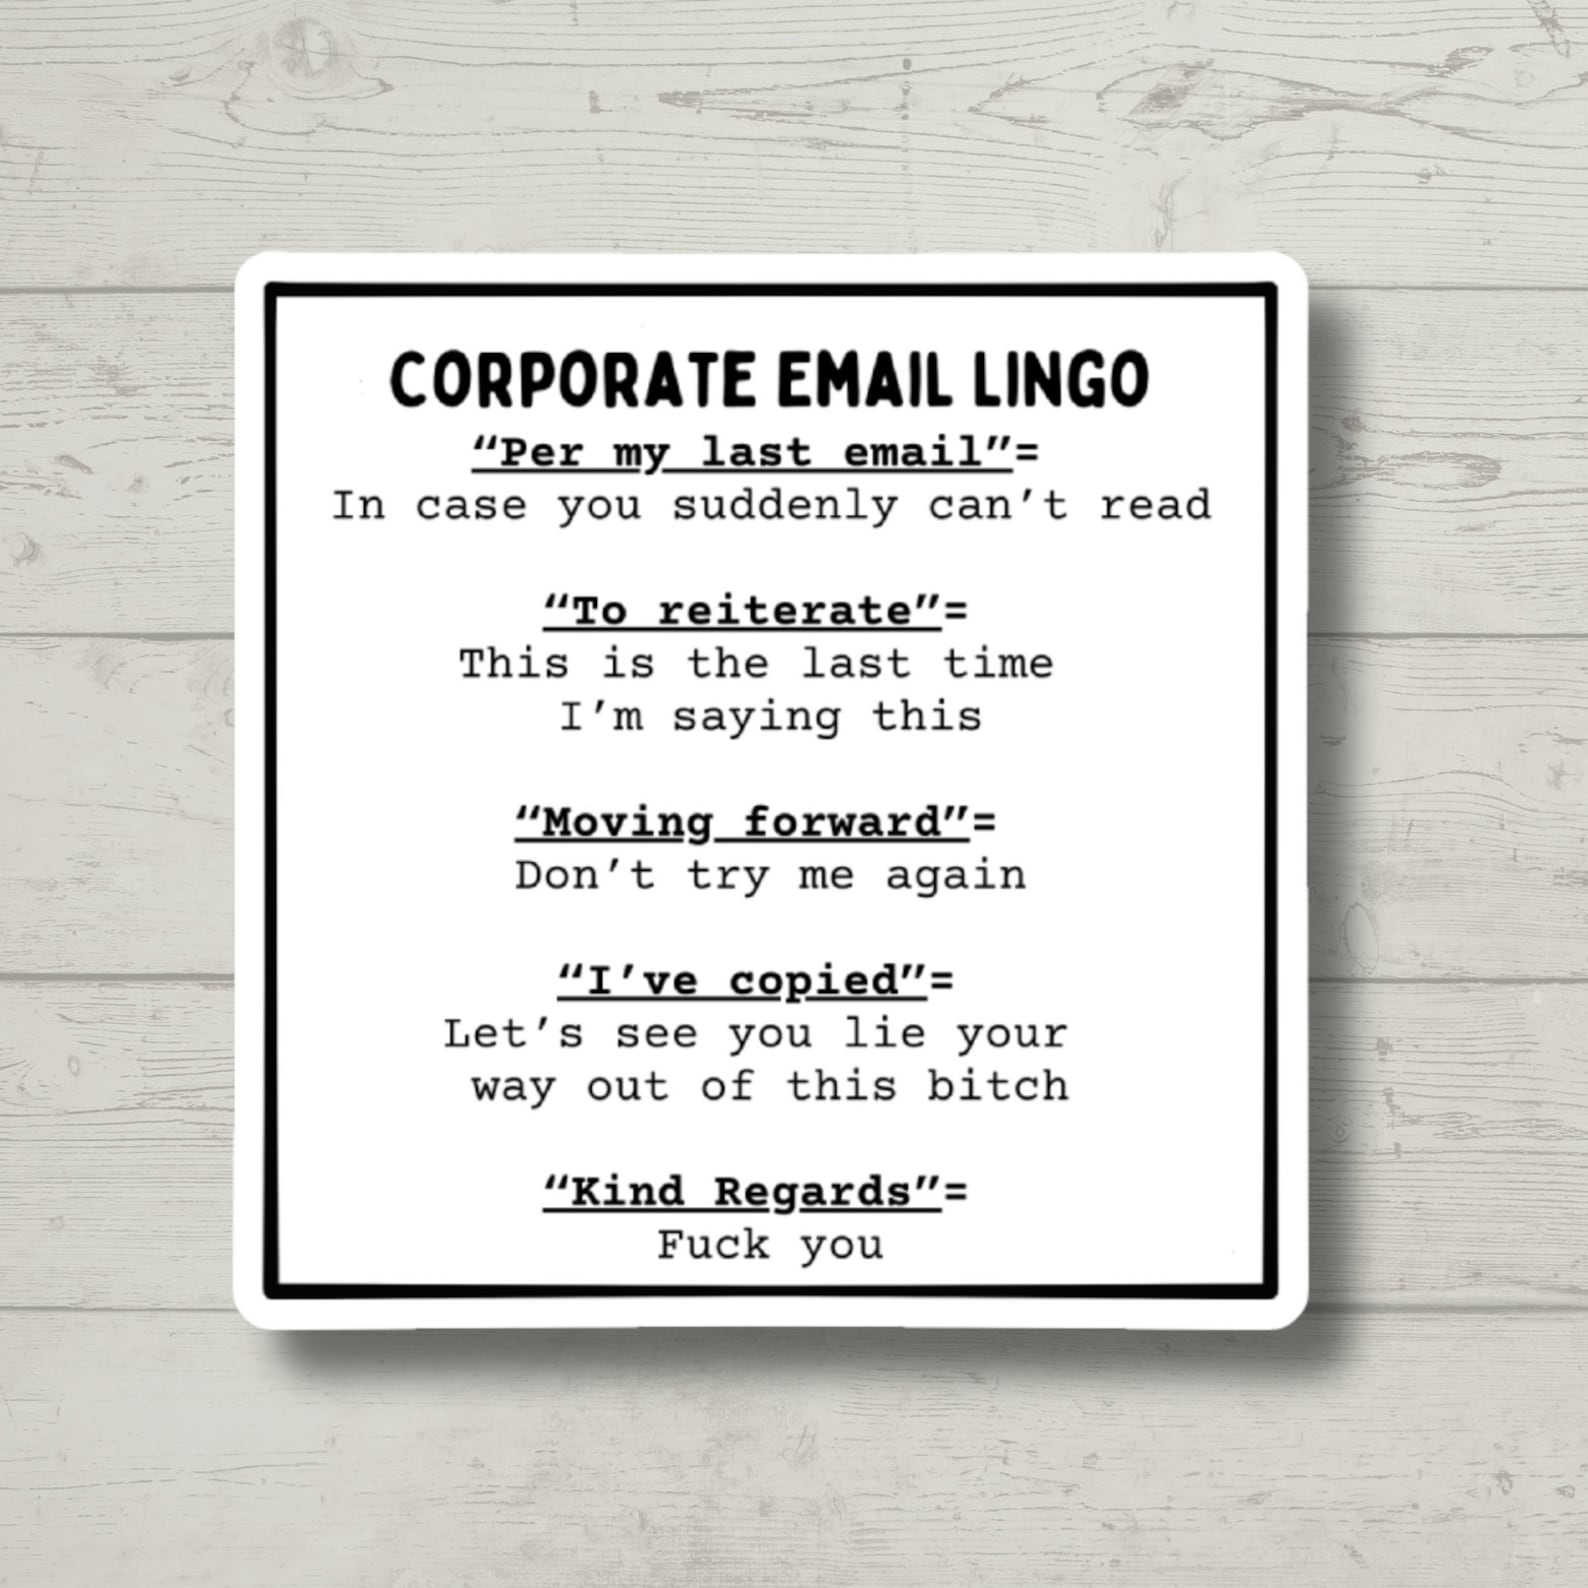 CORPORATE EMAIL LINGO
“Per my last email”=
In case you suddenly can’t read
“To reiterate”=
This is the last time
I’m saying this
“Moving forward”=
Don’t try me again
“I’ve copied”=
Let’s see you lie your
way out of this bitch
“Kind Regards”=
Fuck you